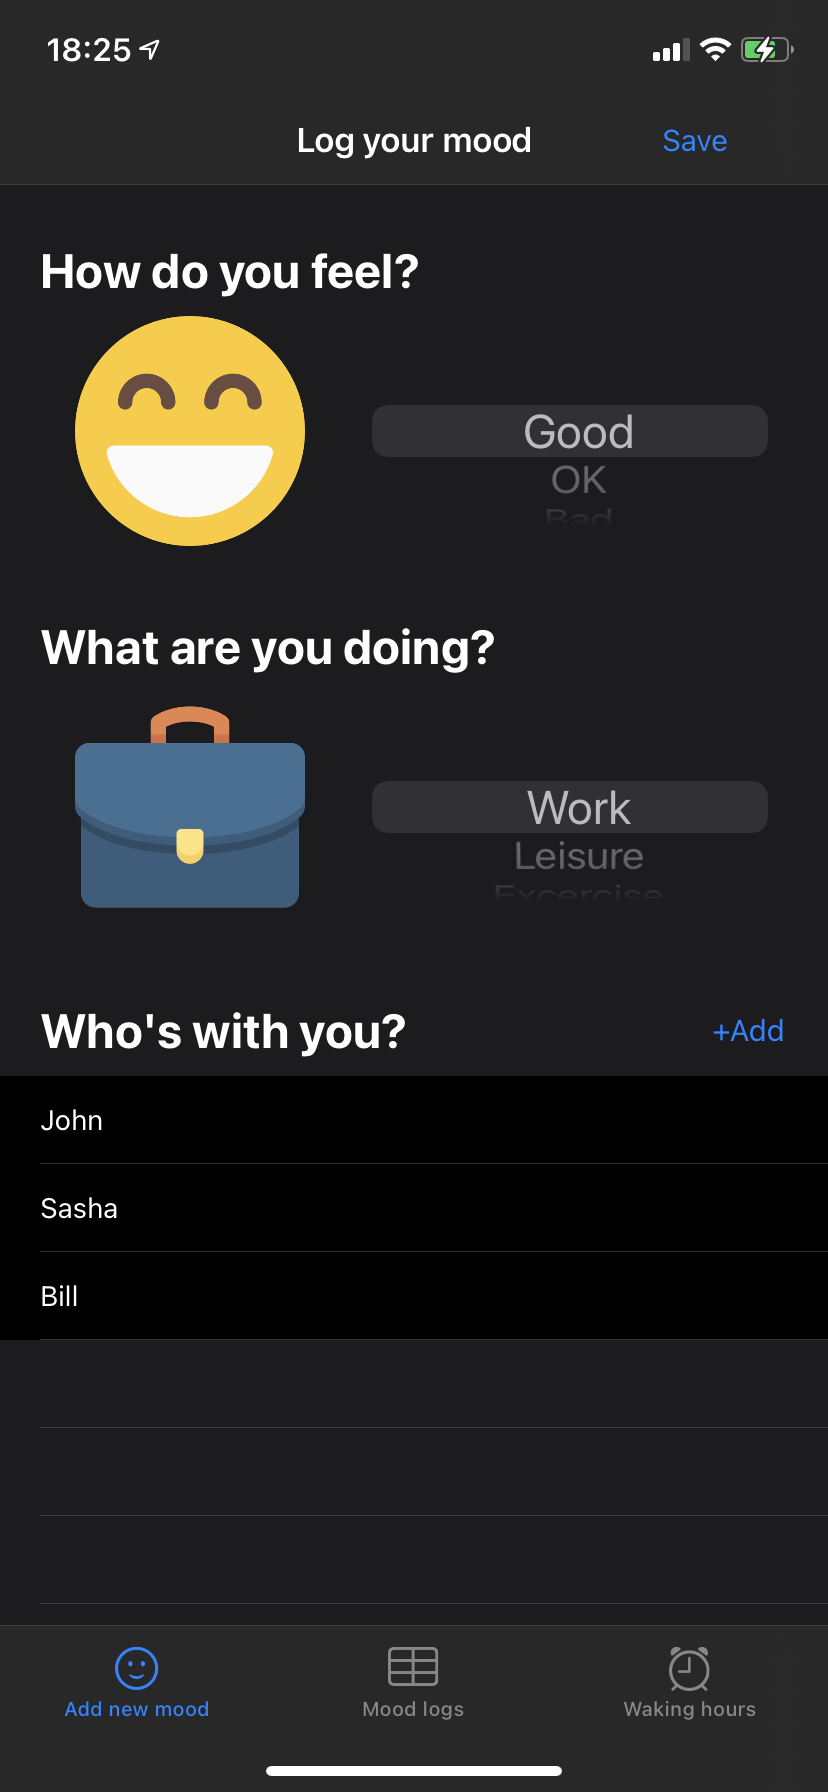 18:25
Log your mood
Save
How do you feel?
Good
OK
Bad
What are you doing?
Work
Leisure
Excercise
Who's with you?
+Add
John
Sasha
Bill
Add new mood
Mood logs
Waking hours